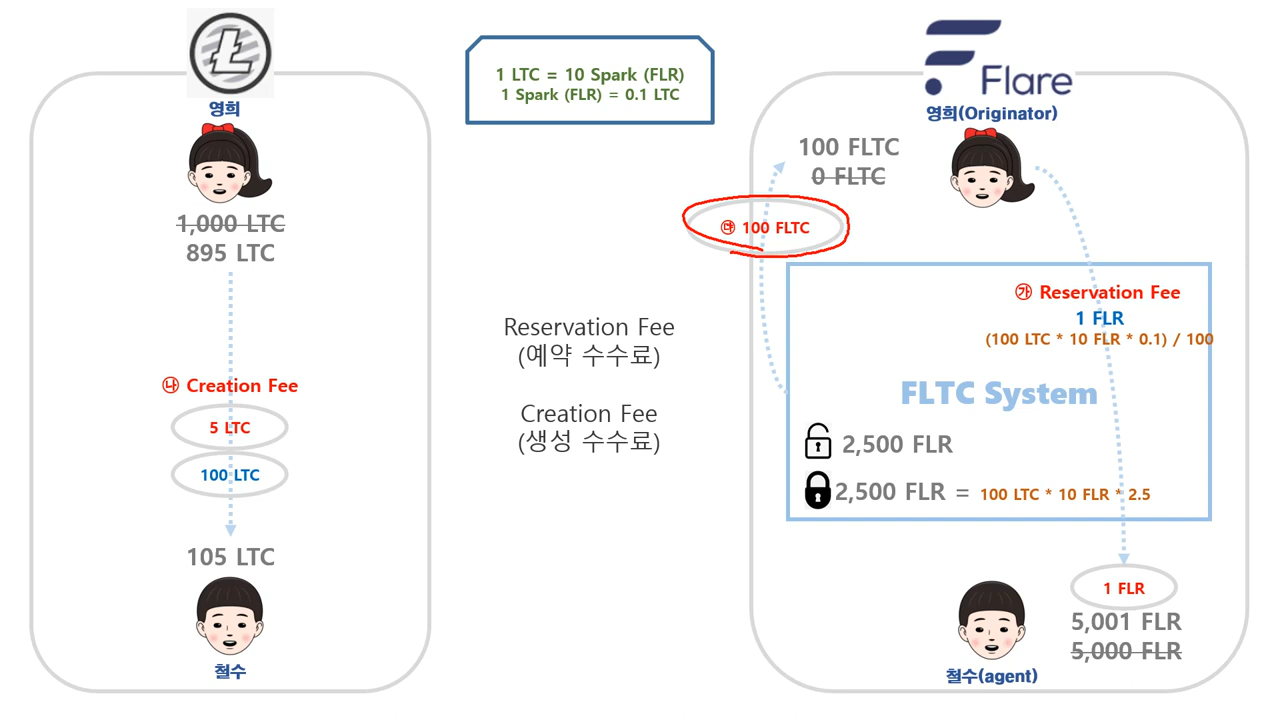 영희
1,000 LTC
895 LTC
㉯ Creation Fee
5 LTC
100 LTC
105 LTC
철수
1 LTC = 10 Spark (FLR)
1 Spark (FLR) = 0.1 LTC
Reservation Fee
(예약 수수료)
Creation Fee
(생성 수수료)
Flare
영희(Originator)
100 FLTC
0 FLTC
㉰ 100 FLTC
㉮ Reservation Fee
1 FLR
(100 LTC * 10 FLR * 0.1) / 100
FLTC System
2,500 FLR
2,500 FLR = 100 LTC * 10 FLR * 2.5
1 FLR
5,001 FLR
5,000 FLR
철수(agent)